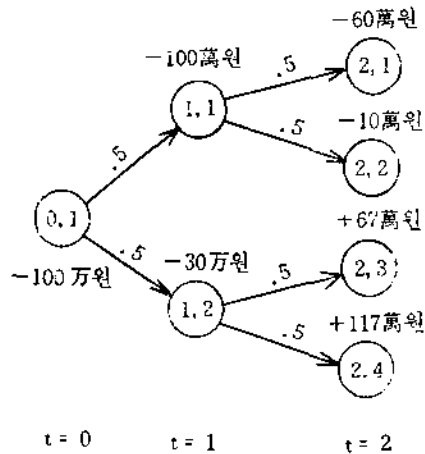 −60萬원
−100萬원
.5
2, 1
1, 1
.5
−10萬원
.5
2, 2
0, 1
+67萬원
.5
−30万원
.5
2, 3
−100万원
1, 2
.5
+117萬원
2, 4
t = 0 t = 1 t = 2